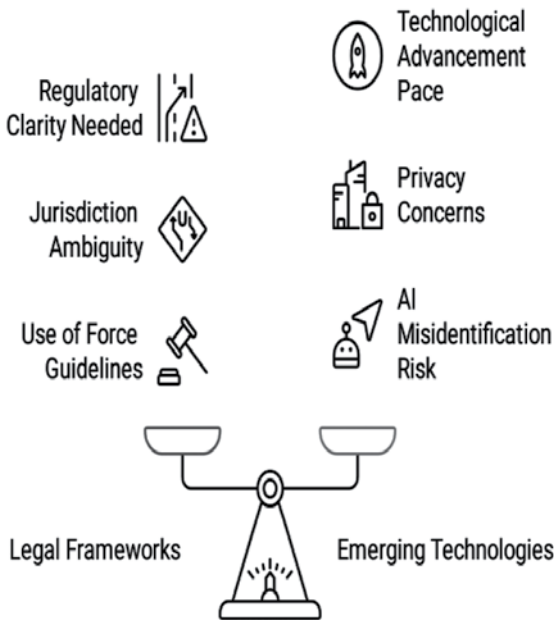 Regulatory
Clarity Needed
Jurisdiction
Ambiguity
Use of Force
Guidelines
Technological
Advancement
Pace
Privacy
Concerns
AI
Misidentification
Risk
Legal Frameworks
Emerging Technologies